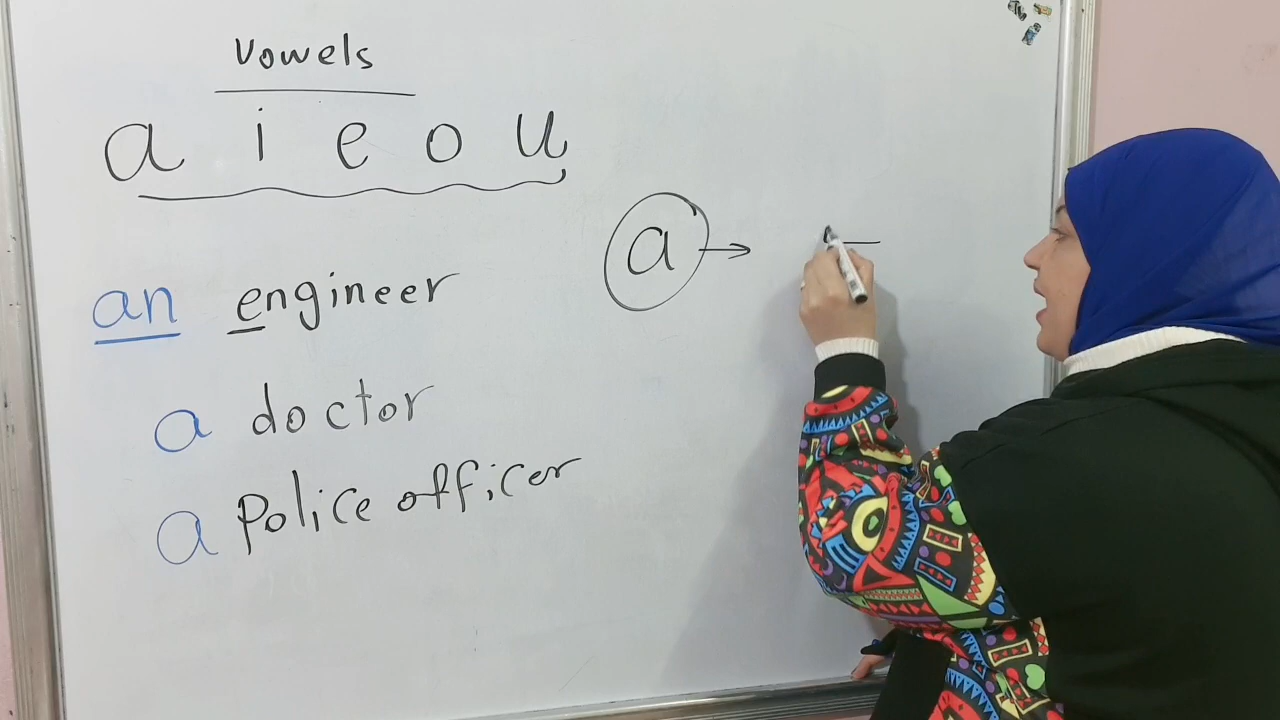 Vowels
a i e o u
an engineer
a doctor
a police officer
a →